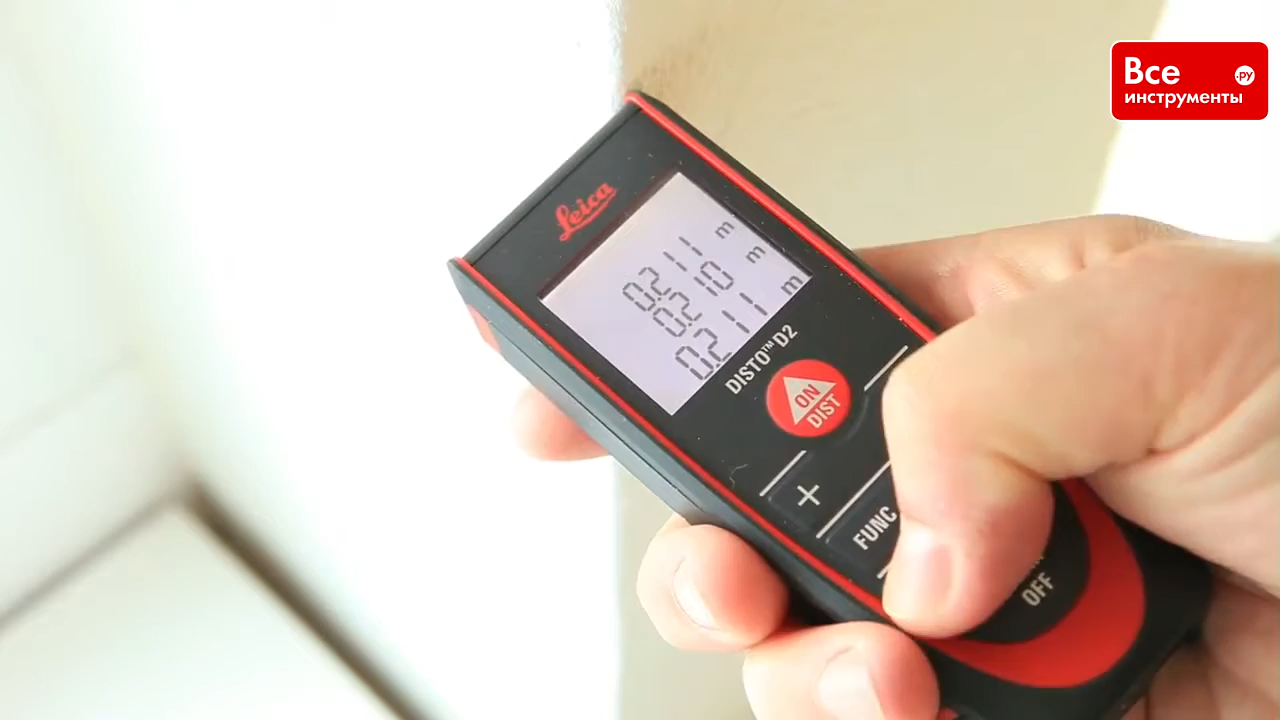 Все
.ру
инструменты
Leica
0.211 m
0.210 m
0.211 m
DISTO™ D2
ON
DIST
+
FUNC
OFF